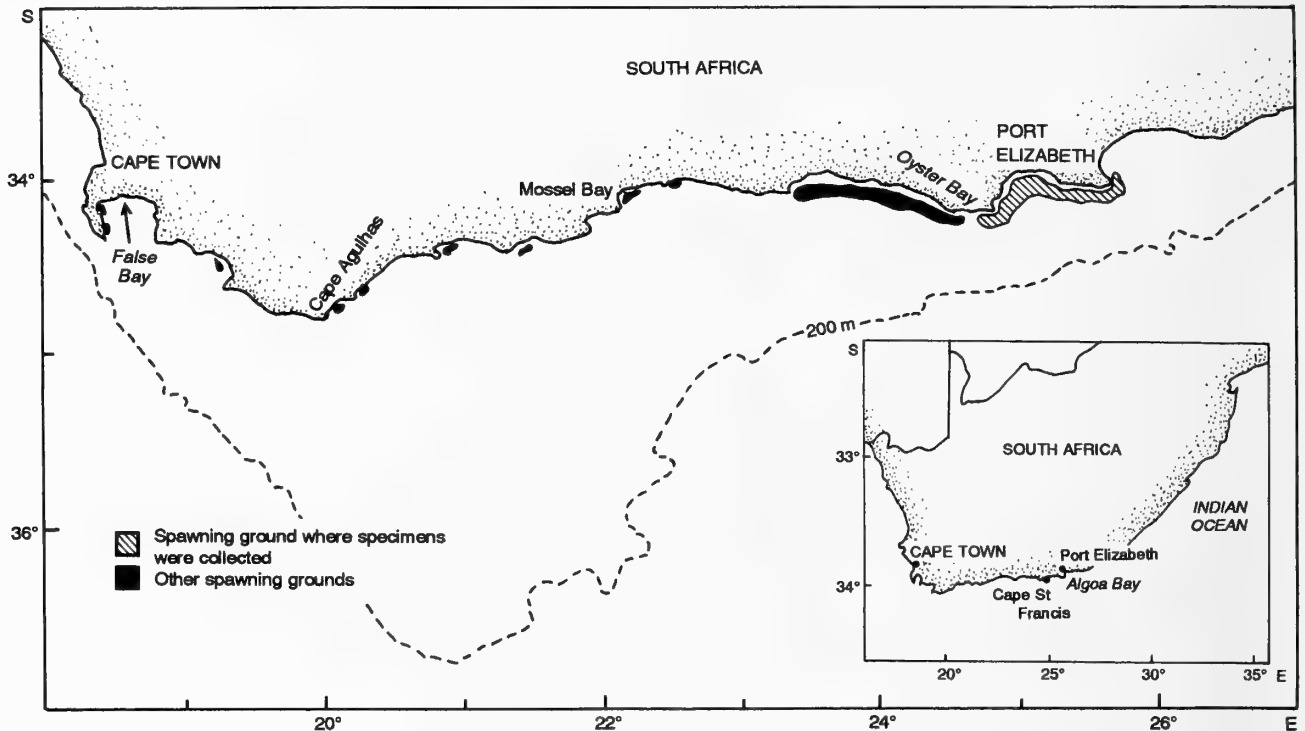 S
SOUTH AFRICA
PORT
ELIZABETH
CAPE TOWN
Oyster Bay
34°
Mossel Bay
False
Bay
Cape Agulhas
200 m
S
SOUTH AFRICA
33°
INDIAN
OCEAN
36°
Spawning ground where specimens
were collected
Other spawning grounds
CAPE TOWN
Port Elizabeth
Algoa Bay
34°
Cape St
Francis
20°
25°
30°
35° E
20°
22°
24°
26°
E